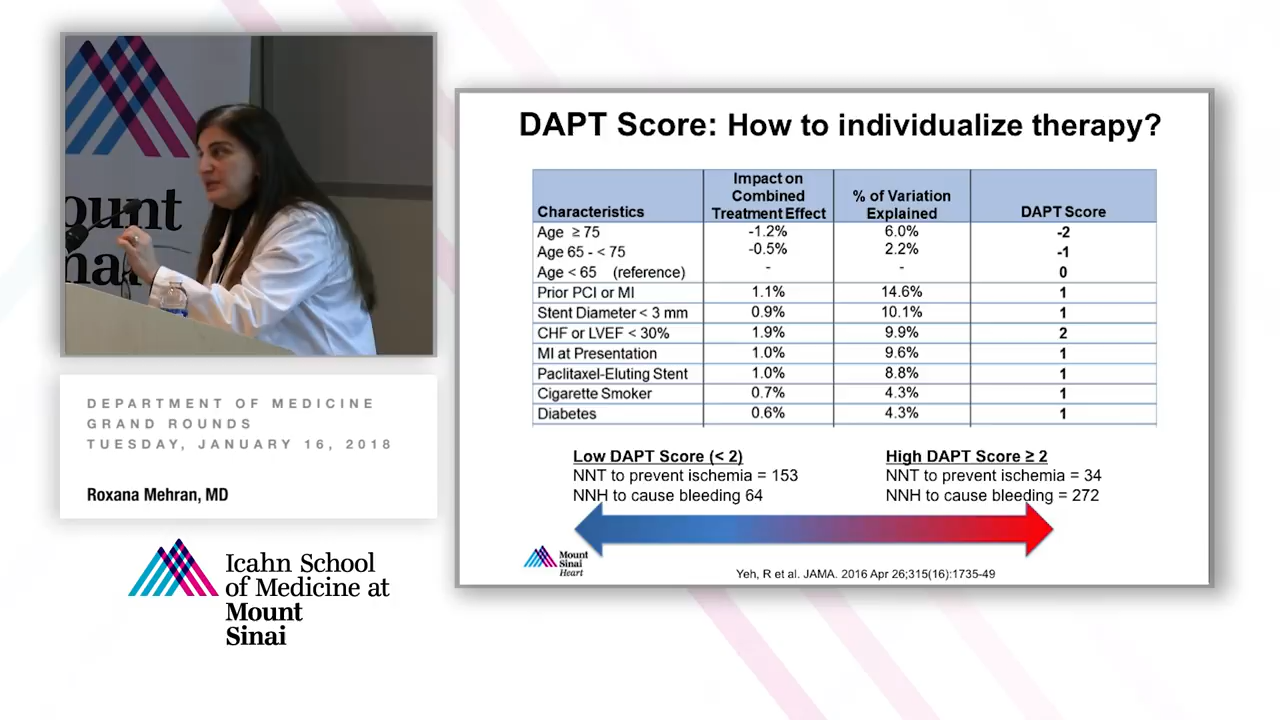 ount
Sinai
DEPARTMENT OF MEDICINE
GRAND ROUNDS
TUESDAY, JANUARY 16, 2018
Roxana Mehran, MD
Icahn School
of Medicine at
Mount
Sinai
DAPT Score: How to individualize therapy?
Characteristics Impact on Combined Treatment Effect % of Variation Explained DAPT Score
Age ≥ 75 -1.2% 6.0% -2
Age 65 - < 75 -0.5% 2.2% -1
Age < 65 (reference) - - 0
Prior PCI or MI 1.1% 14.6% 1
Stent Diameter < 3 mm 0.9% 10.1% 1
CHF or LVEF < 30% 1.9% 9.9% 2
MI at Presentation 1.0% 9.6% 1
Paclitaxel-Eluting Stent 1.0% 8.8% 1
Cigarette Smoker 0.7% 4.3% 1
Diabetes 0.6% 4.3% 1
Low DAPT Score (< 2)
NNT to prevent ischemia = 153
NNH to cause bleeding 64
High DAPT Score ≥ 2
NNT to prevent ischemia = 34
NNH to cause bleeding = 272
Mount
Sinai
Heart
Yeh, R et al. JAMA. 2016 Apr 26;315(16):1735-49